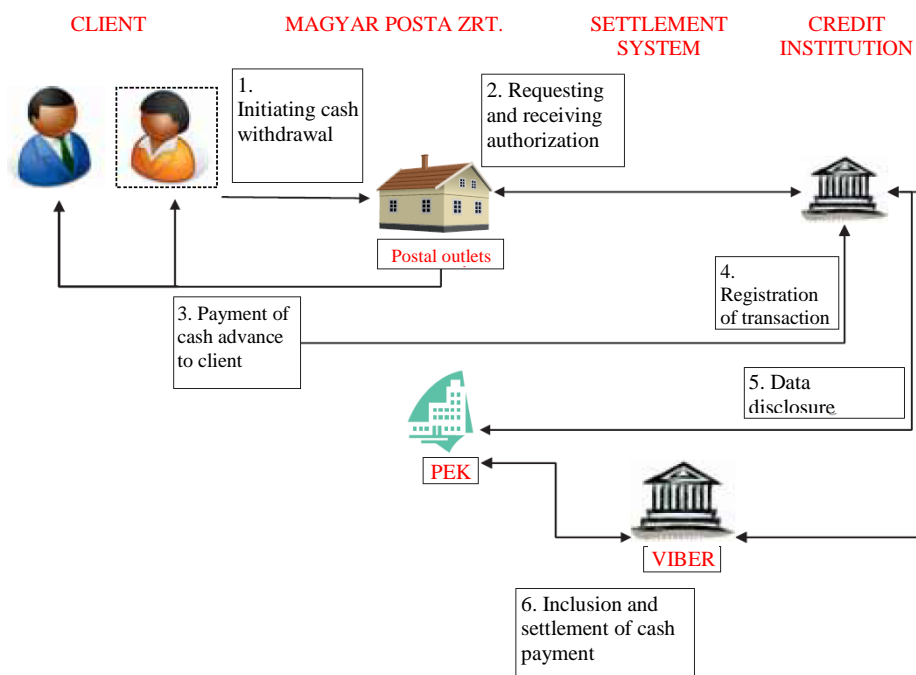 CLIENT
MAGYAR POSTA ZRT.
SETTLEMENT
SYSTEM
CREDIT
INSTITUTION
1.
Initiating cash
withdrawal
2. Requesting
and receiving
authorization
Postal outlets
3. Payment of
cash advance
to client
4.
Registration
of transaction
5. Data
disclosure
PEK
VIBER
6. Inclusion and
settlement of cash
payment